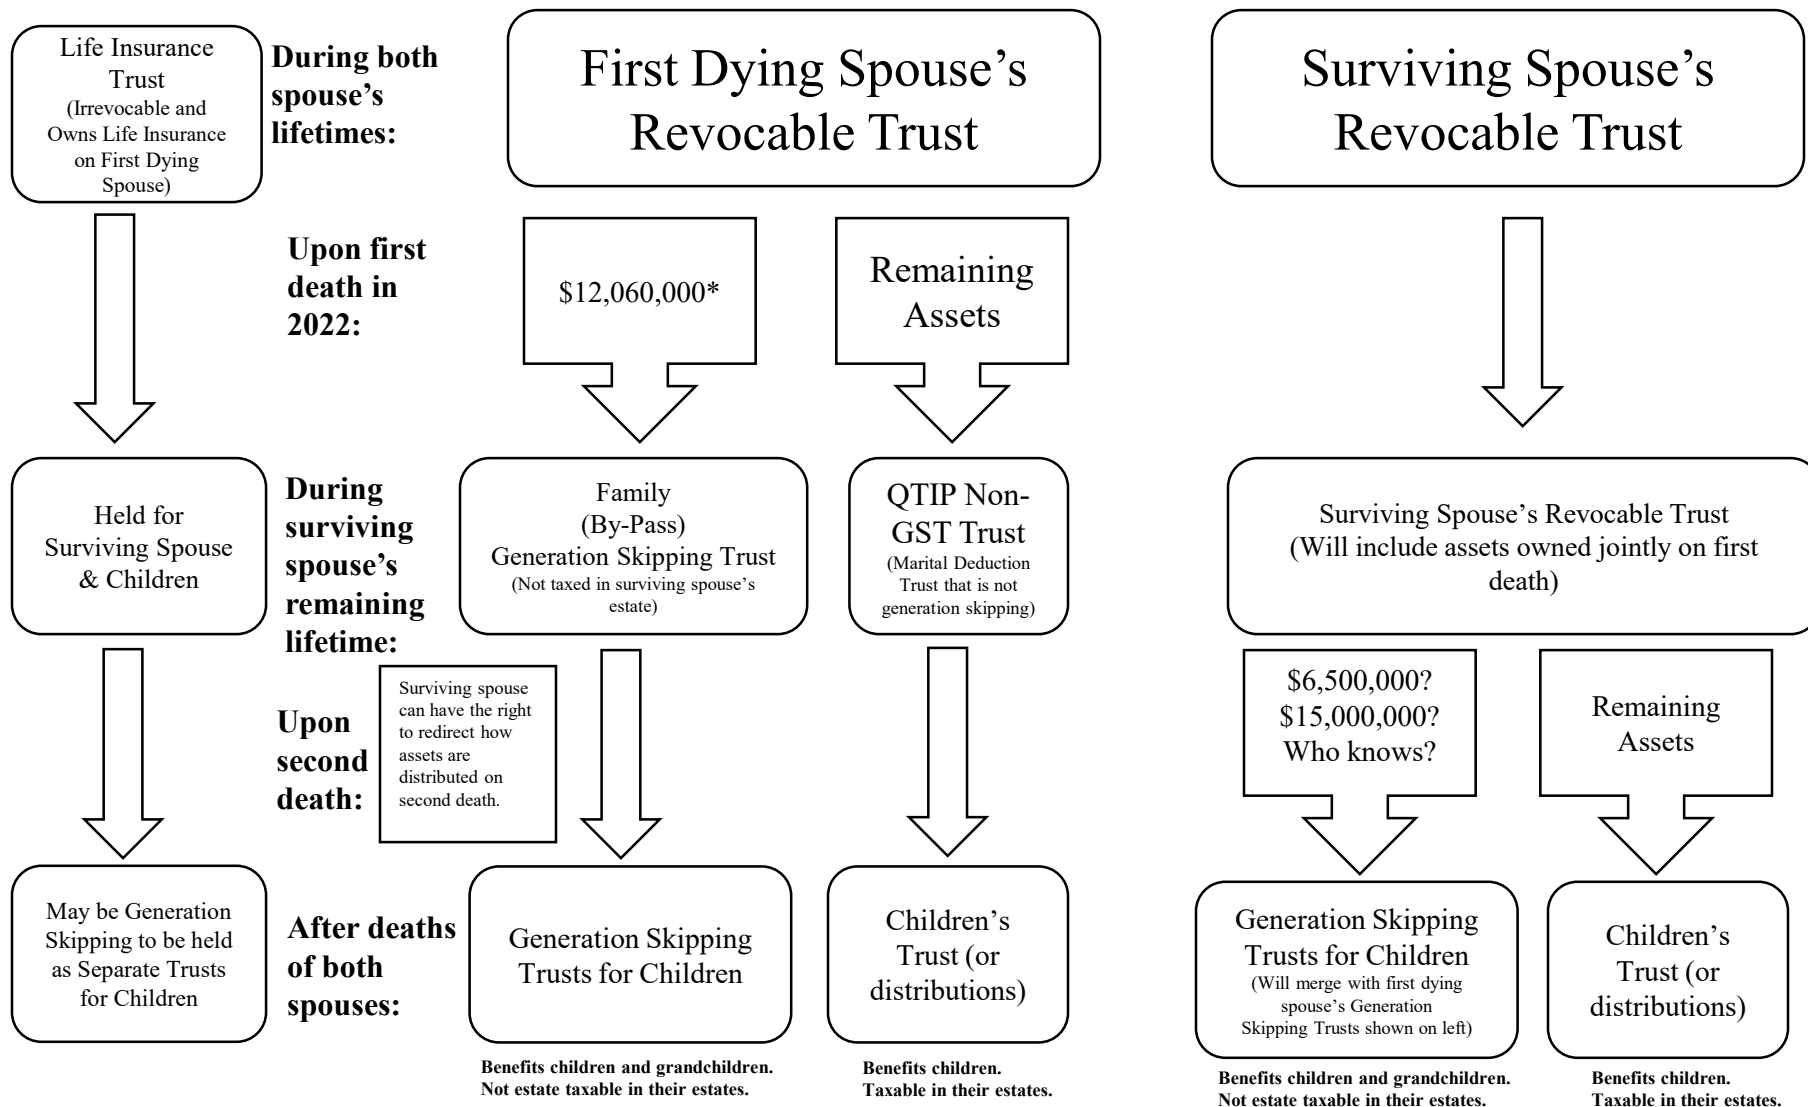 Life Insurance
Trust
(Irrevocable and
Owns Life Insurance
on First Dying
Spouse)
During both
spouse’s
lifetimes:
First Dying Spouse’s
Revocable Trust
Surviving Spouse’s
Revocable Trust
Upon first
death in
2022:
$12,060,000*
Remaining
Assets
Held for
Surviving Spouse
& Children
During
surviving
spouse’s
remaining
lifetime:
Family
(By-Pass)
Generation Skipping Trust
(Not taxed in surviving spouse’s
estate)
QTIP Non-
GST Trust
(Marital Deduction
Trust that is not
generation skipping)
Surviving Spouse’s Revocable Trust
(Will include assets owned jointly on first
death)
Upon
second
death:
Surviving spouse
can have the right
to redirect how
assets are
distributed on
second death.
$6,500,000?
$15,000,000?
Who knows?
Remaining
Assets
May be Generation
Skipping to be held
as Separate Trusts
for Children
After deaths
of both
spouses:
Generation Skipping
Trusts for Children
Children’s
Trust (or
distributions)
Generation Skipping
Trusts for Children
(Will merge with first dying
spouse’s Generation
Skipping Trusts shown on left)
Children’s
Trust (or
distributions)
Benefits children and grandchildren.
Not estate taxable in their estates.
Benefits children.
Taxable in their estates.
Benefits children and grandchildren.
Not estate taxable in their estates.
Benefits children.
Taxable in their estates.